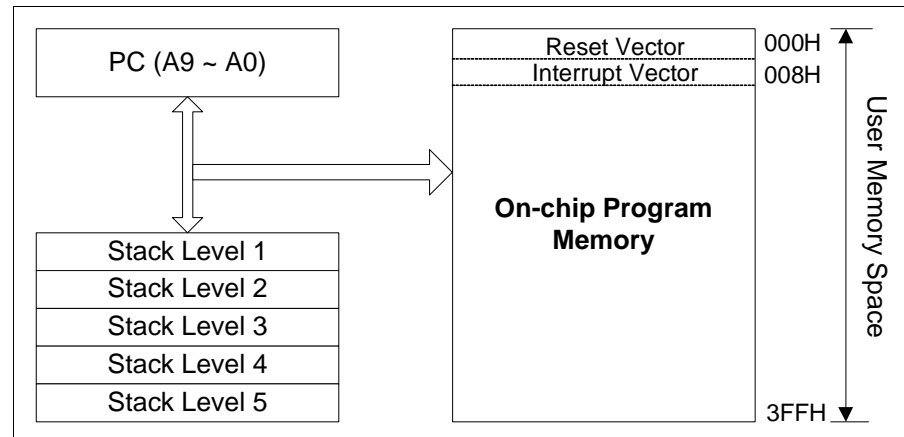 PC (A9 ~ A0)
Stack Level 1
Stack Level 2
Stack Level 3
Stack Level 4
Stack Level 5
Reset Vector
000H
Interrupt Vector
008H
On-chip Program
Memory
3FFH
User Memory Space